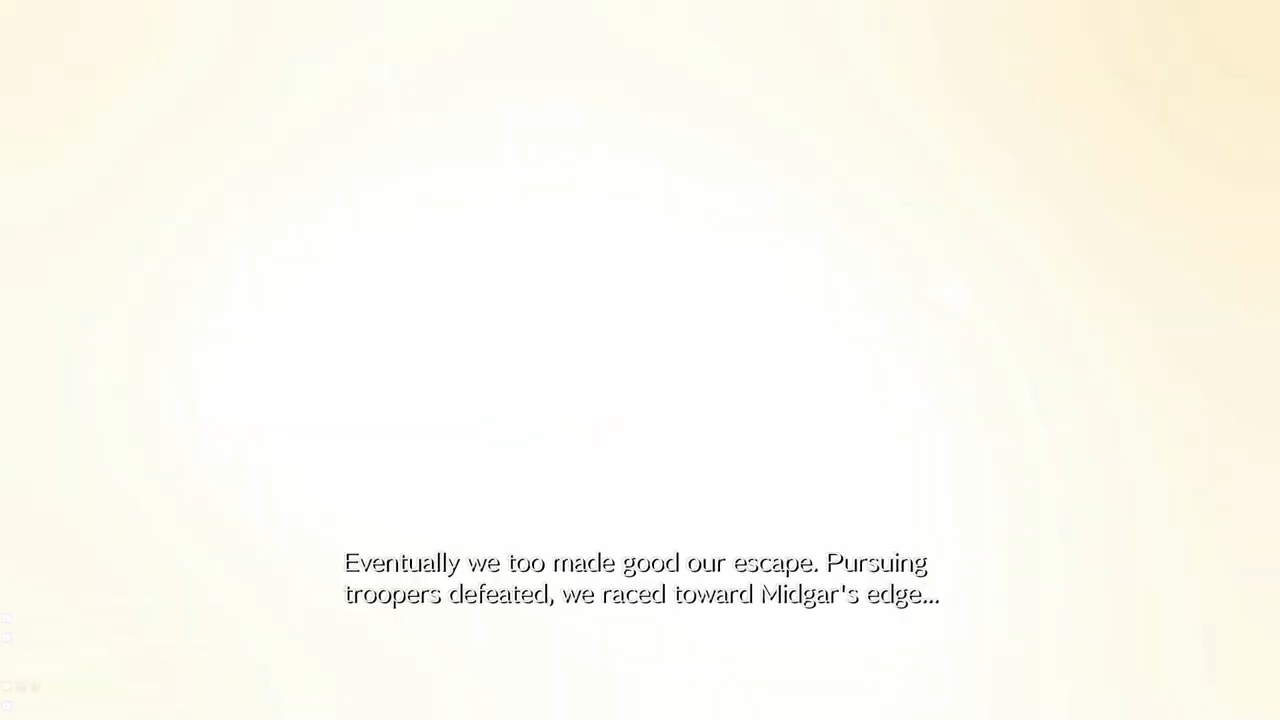 Eventually we too made good our escape. Pursuing
troopers defeated, we raced toward Midgar's edge...